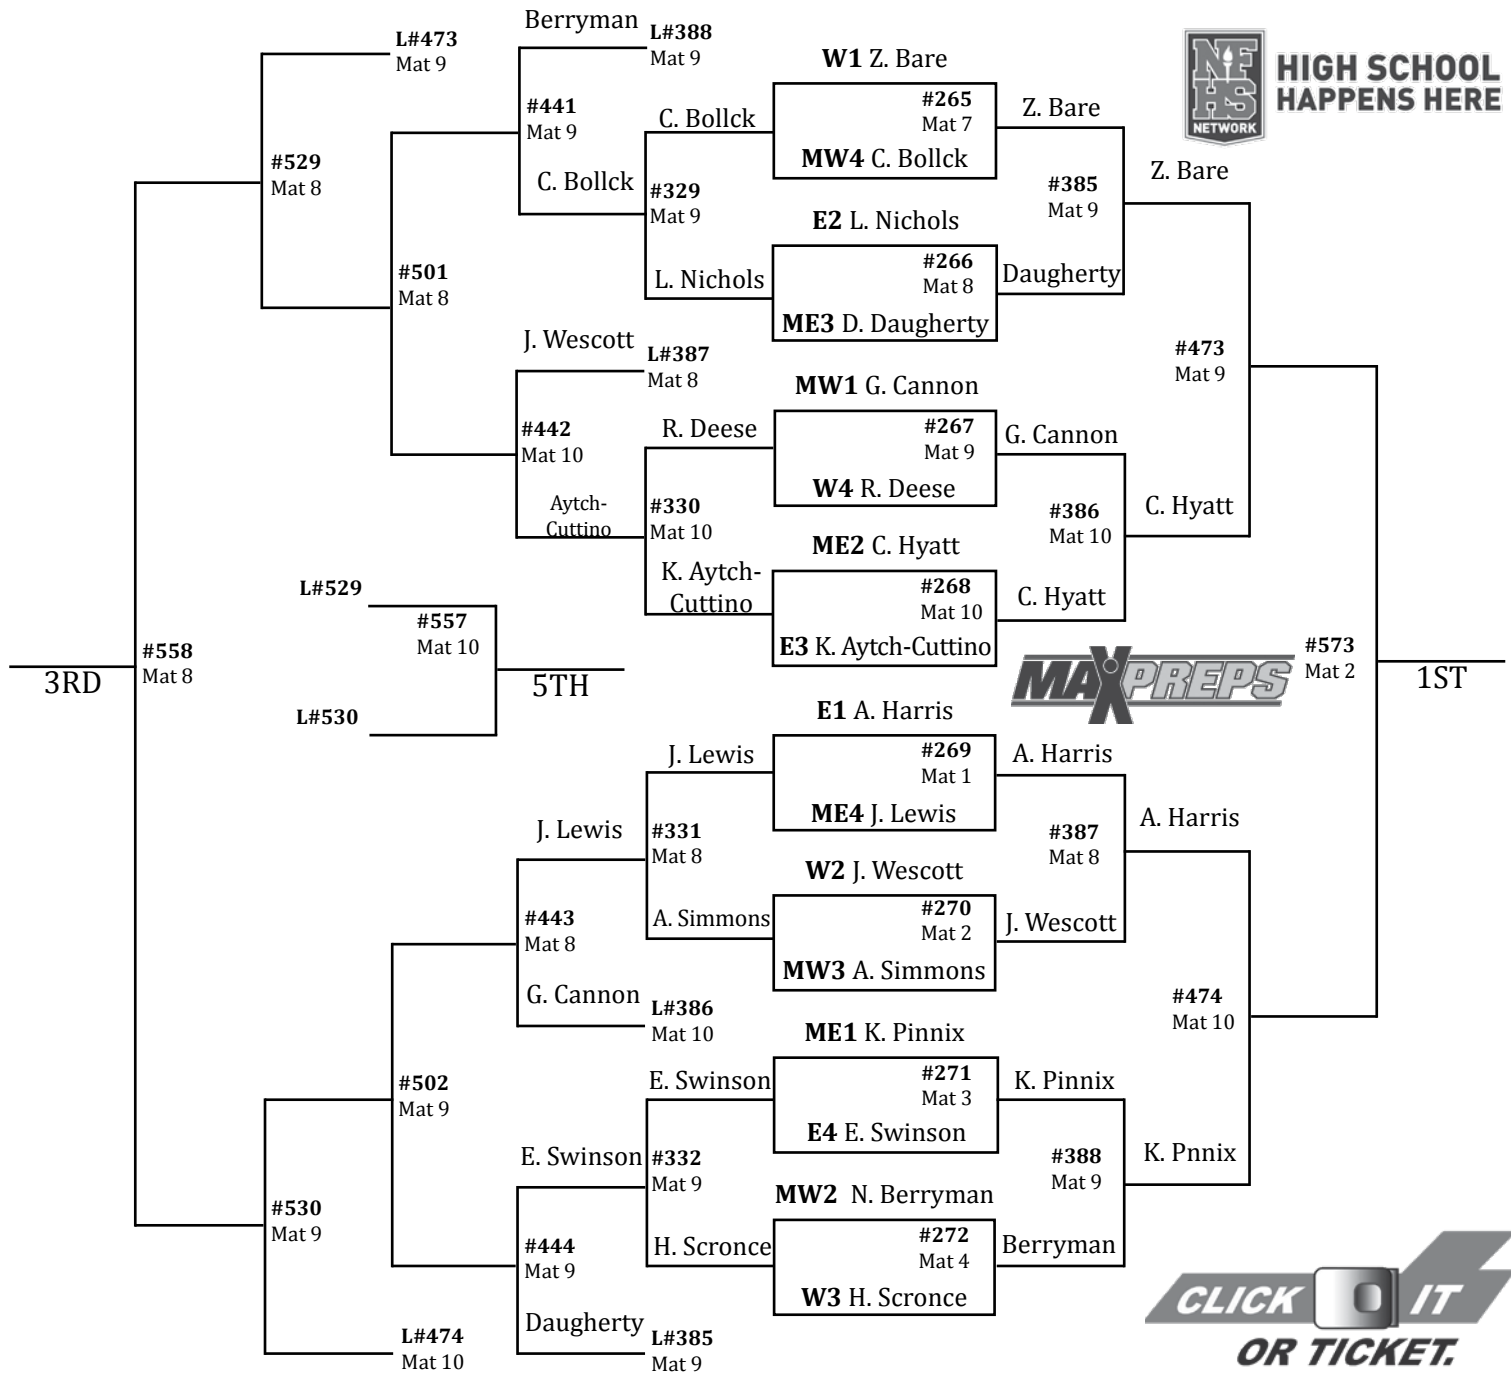 Berryman
L#473
Mat 9
L#388
Mat 9
W1 Z. Bare
NFHS
NETWORK
HIGH SCHOOL
HAPPENS HERE
#441
Mat 9
C. Bollck
#265
Mat 7
Z. Bare
MW4 C. Bollck
#529
Mat 8
C. Bollck
#329
Mat 9
#385
Mat 9
Z. Bare
E2 L. Nichols
#501
Mat 8
L. Nichols
#266
Mat 8
Daugherty
ME3 D. Daugherty
J. Wescott
L#387
Mat 8
#473
Mat 9
MW1 G. Cannon
#442
Mat 10
R. Deese
#267
Mat 9
G. Cannon
W4 R. Deese
Aytch-
Cuttino
#330
Mat 10
#386
Mat 10
C. Hyatt
ME2 C. Hyatt
K. Aytch-
Cuttino
#268
Mat 10
C. Hyatt
E3 K. Aytch-Cuttino
L#529
#557
Mat 10
#558
Mat 8
3RD
5TH
L#530
MAXPREPS
#573
Mat 2
1ST
E1 A. Harris
J. Lewis
#269
Mat 1
A. Harris
ME4 J. Lewis
J. Lewis
#331
Mat 8
#387
Mat 8
A. Harris
W2 J. Wescott
#443
Mat 8
A. Simmons
#270
Mat 2
J. Wescott
MW3 A. Simmons
G. Cannon
L#386
Mat 10
#474
Mat 10
ME1 K. Pinnix
#502
Mat 9
E. Swinson
#271
Mat 3
K. Pinnix
E4 E. Swinson
E. Swinson
#332
Mat 9
#388
Mat 9
K. Pnnix
MW2 N. Berryman
#530
Mat 9
#444
Mat 9
H. Scronce
#272
Mat 4
Berryman
W3 H. Scronce
Daugherty
L#474
Mat 10
L#385
Mat 9
CLICK IT
OR TICKET.